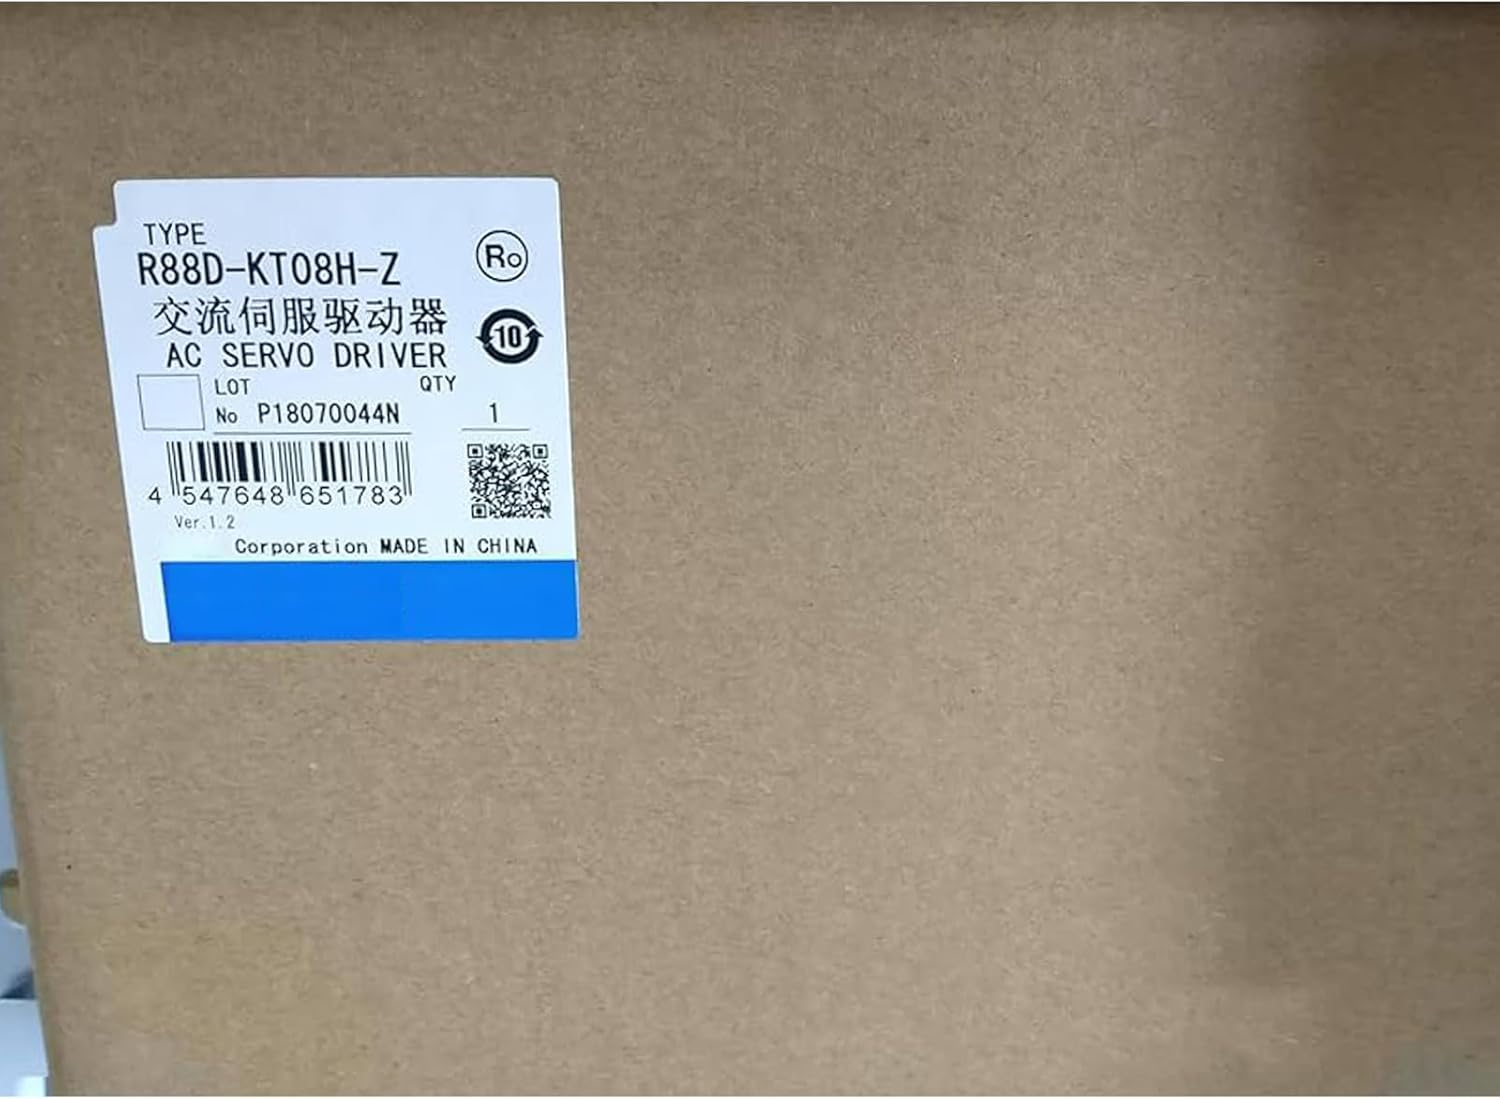 TYPE
R88D-KT08H-Z
Ro
交流伺服驱动器
10
AC SERVO DRIVER
LOT QTY
No P18070044N 1
4 547648 651783
Ver.1.2
Corporation MADE IN CHINA